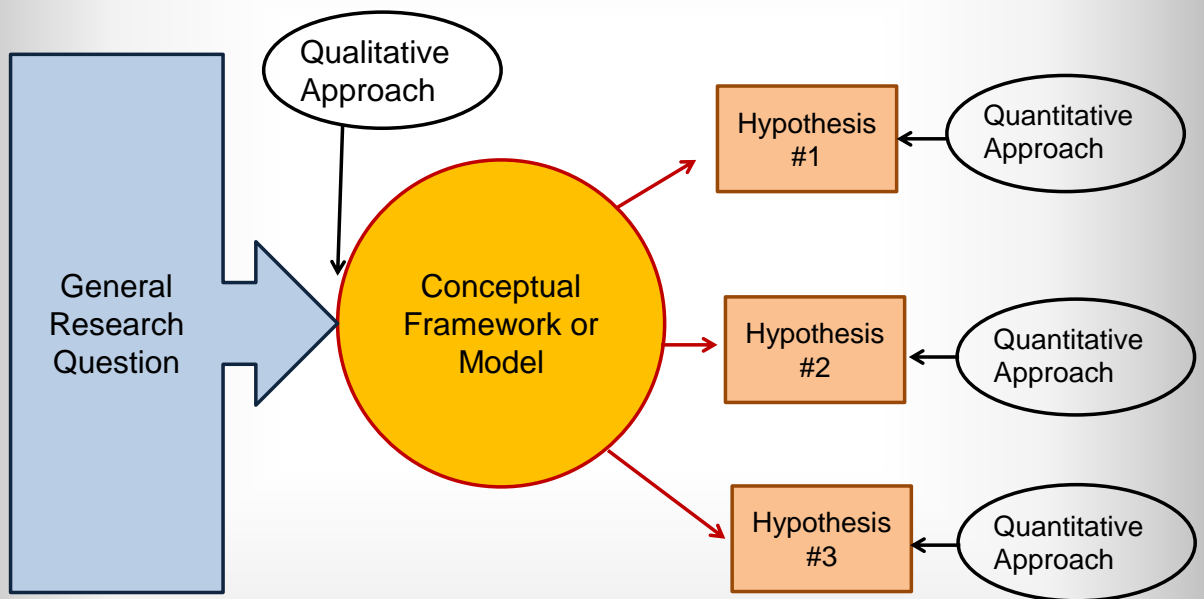 Qualitative
Approach
General
Research
Question
Conceptual
Framework or
Model
Hypothesis
#1
Quantitative
Approach
Hypothesis
#2
Quantitative
Approach
Hypothesis
#3
Quantitative
Approach